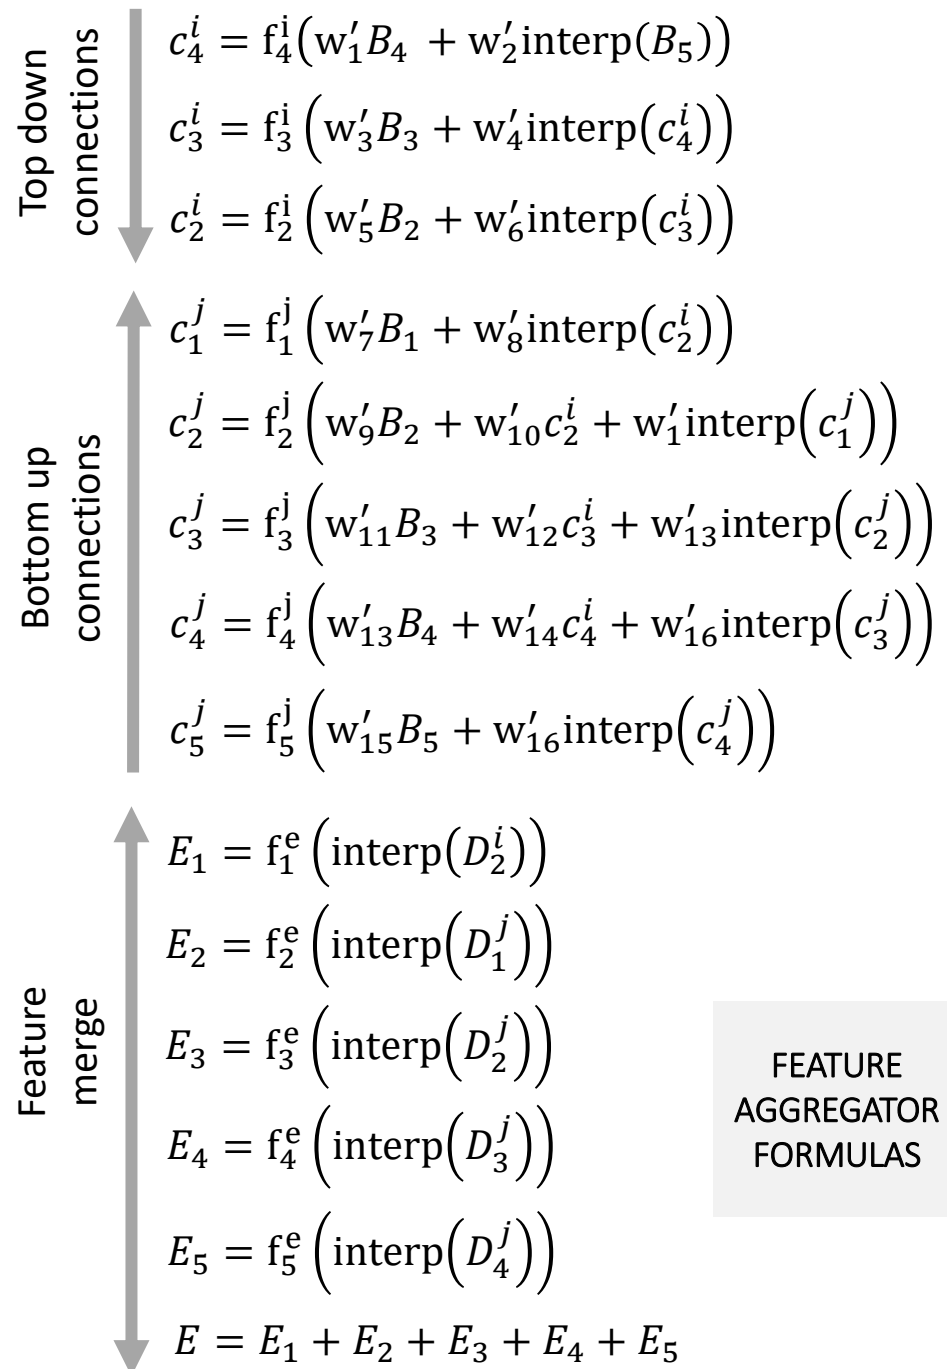 Top down
connections
c_4^i = f_4^i(w'_1 B_4 + w'_2 interp(B_5))
c_3^i = f_3^i(w'_3 B_3 + w'_4 interp(c_4^i))
c_2^i = f_2^i(w'_5 B_2 + w'_6 interp(c_3^i))
Bottom up
connections
c_1^j = f_1^j(w'_7 B_1 + w'_8 interp(c_2^i))
c_2^j = f_2^j(w'_9 B_2 + w'_10 c_2^i + w'_1 interp(c_1^j))
c_3^j = f_3^j(w'_11 B_3 + w'_12 c_3^i + w'_13 interp(c_2^j))
c_4^j = f_4^j(w'_13 B_4 + w'_14 c_4^i + w'_16 interp(c_3^j))
c_5^j = f_5^j(w'_15 B_5 + w'_16 interp(c_4^j))
Feature
merge
E_1 = f_1^e(interp(D_2^i))
E_2 = f_2^e(interp(D_1^j))
E_3 = f_3^e(interp(D_2^j))
E_4 = f_4^e(interp(D_3^j))
E_5 = f_5^e(interp(D_4^j))
E = E_1 + E_2 + E_3 + E_4 + E_5
FEATURE
AGGREGATOR
FORMULAS